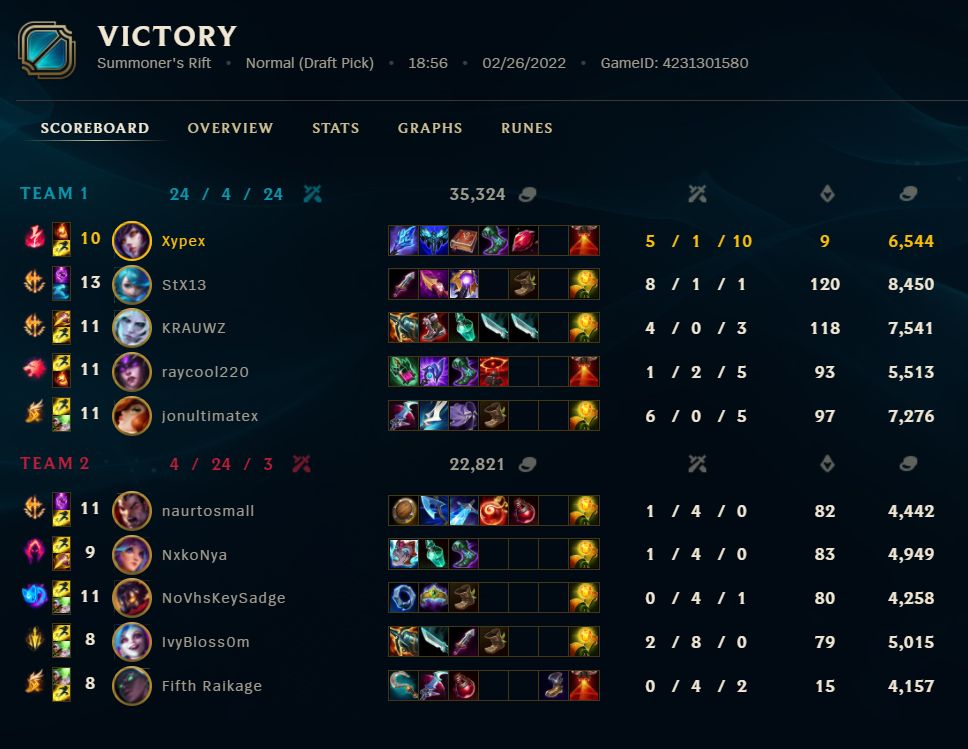 VICTORY
Summoner's Rift • Normal (Draft Pick) • 18:56 • 02/26/2022 • GameID: 4231301580
SCOREBOARD OVERVIEW STATS GRAPHS RUNES
TEAM 1 24 / 4 / 24 35,324
10 Xypex 5 / 1 / 10 9 6,544
13 StX13 8 / 1 / 1 120 8,450
11 KRAUWZ 4 / 0 / 3 118 7,541
11 raycool220 1 / 2 / 5 93 5,513
11 jonultimatex 6 / 0 / 5 97 7,276
TEAM 2 4 / 24 / 3 22,821
11 naurtosmall 1 / 4 / 0 82 4,442
9 NxkoNya 1 / 4 / 0 83 4,949
11 NoVhsKeySadge 0 / 4 / 1 80 4,258
8 IvyBloss0m 2 / 8 / 0 79 5,015
8 Fifth Raikage 0 / 4 / 2 15 4,157